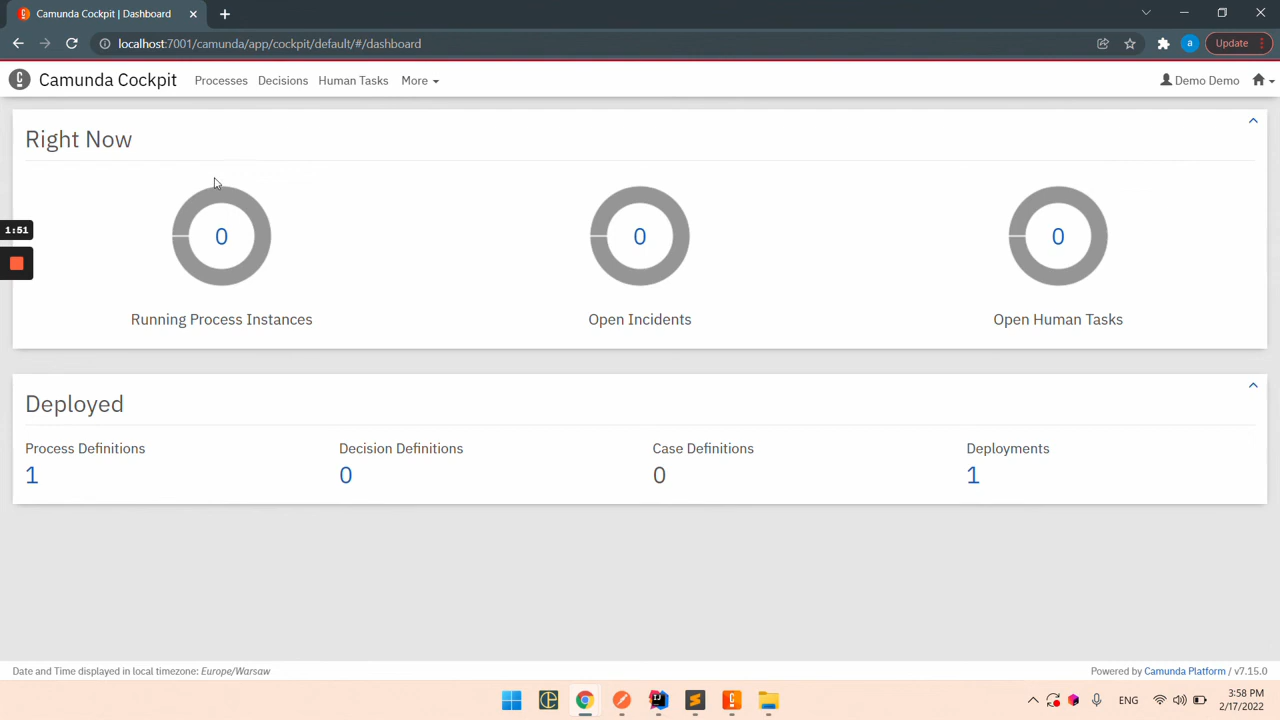 Camunda Cockpit | Dashboard
localhost:7001/camunda/app/cockpit/default/#/dashboard
a
Update
Camunda Cockpit
Processes
Decisions
Human Tasks
More
Demo Demo
Right Now
1:51
0
0
0
Running Process Instances
Open Incidents
Open Human Tasks
Deployed
Process Definitions
Decision Definitions
Case Definitions
Deployments
1
0
0
1
Date and Time displayed in local timezone: Europe/Warsaw
Powered by Camunda Platform / v7.15.0
ENG
3:58 PM
2/17/2022